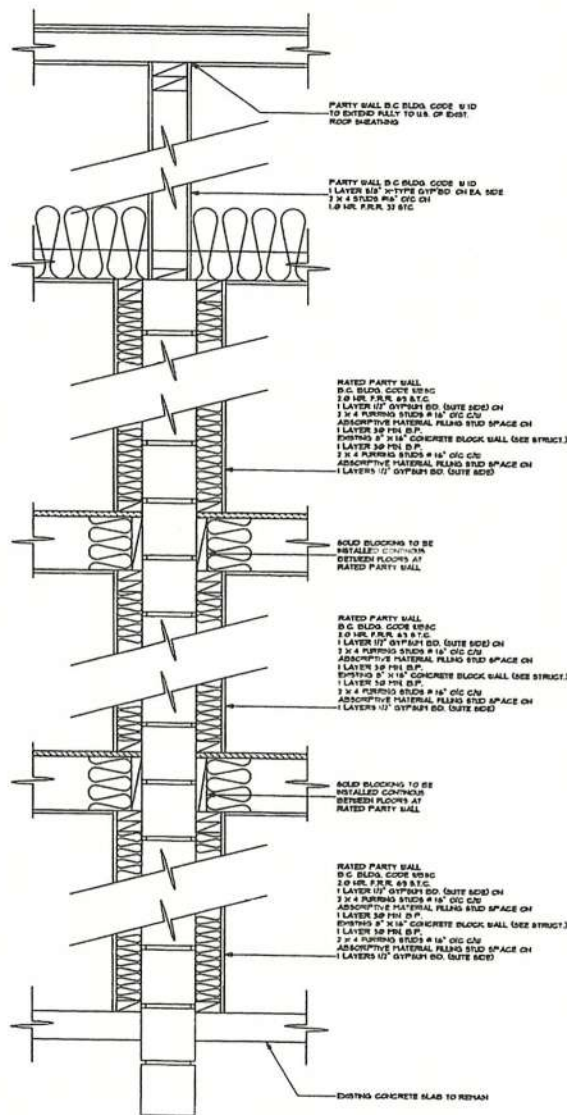 PARTY WALL B.C. BLDG. CODE W1D
TO EXTEND FULLY TO U.S. OF EXIST.
ROOF SHEATHING
PARTY WALL B.C. BLDG. CODE W1D
1 LAYER 5/8" X-TYPE GYP BD. ON EA. SIDE
2 X 4 STUDS @16" O/C ON
1.0 HR. F.R.R. 32 STC
RATED PARTY WALL
B.C. BLDG. CODE
2.0 HR. F.R.R. 65 S.T.C.
1 LAYER 1/2" GYPSUM BD. (SUITE SIDE) ON
2 X 4 FURRING STUDS @ 16" O/C C/W
ABSORPTIVE MATERIAL FILLING STUD SPACE ON
1 LAYER 30 MIN. B.P.
EXISTING 8" X 16" CONCRETE BLOCK WALL (SEE STRUCT.)
1 LAYER 30 MIN. B.P.
2 X 4 FURRING STUDS @ 16" O/C C/W
ABSORPTIVE MATERIAL FILLING STUD SPACE ON
1 LAYERS 1/2" GYPSUM BD. (SUITE SIDE)
SOLID BLOCKING TO BE
INSTALLED CONTINOUS
BETWEEN FLOORS AT
RATED PARTY WALL
RATED PARTY WALL
B.C. BLDG. CODE
2.0 HR. F.R.R. 65 S.T.C.
1 LAYER 1/2" GYPSUM BD. (SUITE SIDE) ON
2 X 4 FURRING STUDS @ 16" O/C C/W
ABSORPTIVE MATERIAL FILLING STUD SPACE ON
1 LAYER 30 MIN. B.P.
EXISTING 8" X 16" CONCRETE BLOCK WALL (SEE STRUCT.)
1 LAYER 30 MIN. B.P.
2 X 4 FURRING STUDS @ 16" O/C C/W
ABSORPTIVE MATERIAL FILLING STUD SPACE ON
1 LAYERS 1/2" GYPSUM BD. (SUITE SIDE)
SOLID BLOCKING TO BE
INSTALLED CONTINOUS
BETWEEN FLOORS AT
RATED PARTY WALL
RATED PARTY WALL
B.C. BLDG. CODE
2.0 HR. F.R.R. 65 S.T.C.
1 LAYER 1/2" GYPSUM BD. (SUITE SIDE) ON
2 X 4 FURRING STUDS @ 16" O/C C/W
ABSORPTIVE MATERIAL FILLING STUD SPACE ON
1 LAYER 30 MIN. B.P.
EXISTING 8" X 16" CONCRETE BLOCK WALL (SEE STRUCT.)
1 LAYER 30 MIN. B.P.
2 X 4 FURRING STUDS @ 16" O/C C/W
ABSORPTIVE MATERIAL FILLING STUD SPACE ON
1 LAYERS 1/2" GYPSUM BD. (SUITE SIDE)
EXISTING CONCRETE SLAB TO REMAIN